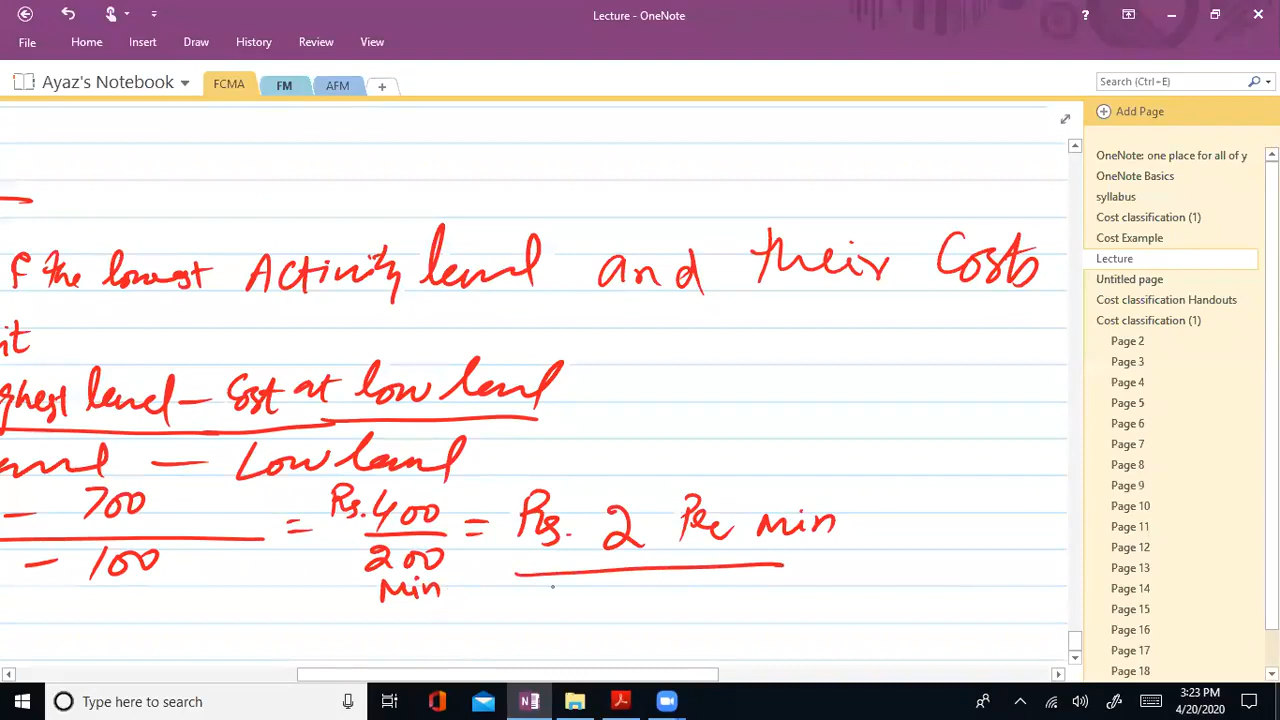 Lecture - OneNote
File Home Insert Draw History Review View
Ayaz's Notebook FCMA FM AFM +
Search (Ctrl+E)
f the lowest Activity level and their Costs
it
ghest level – Cost at low level
level – Low level
– 700
– 100
= Rs. 400
200
Min
= Rs. 2 Per min
Add Page
OneNote: one place for all of y
OneNote Basics
syllabus
Cost classification (1)
Cost Example
Lecture
Untitled page
Cost classification Handouts
Cost classification (1)
Page 2
Page 3
Page 4
Page 5
Page 6
Page 7
Page 8
Page 9
Page 10
Page 11
Page 12
Page 13
Page 14
Page 15
Page 16
Page 17
Page 18
Type here to search
3:23 PM
4/20/2020